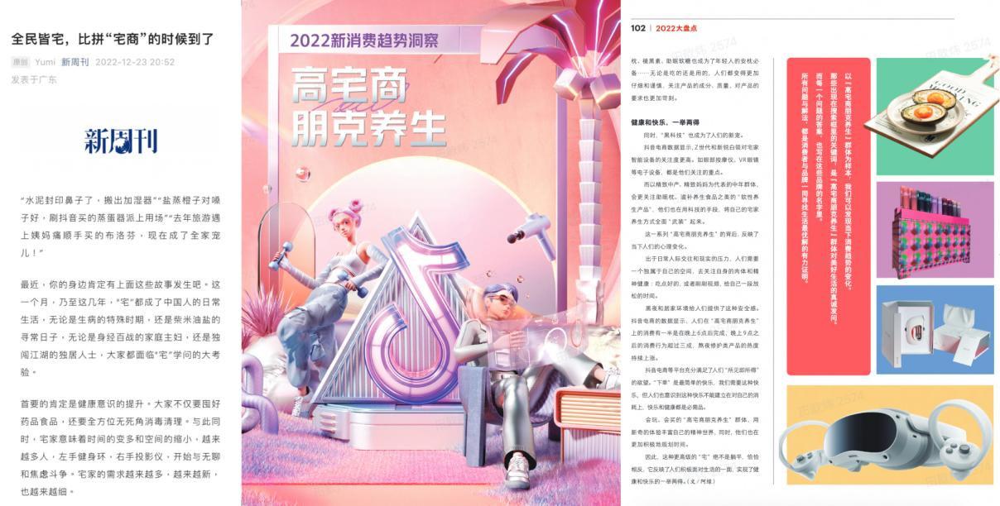 全民皆宅，比拼“宅商”的时候到了
原创 Yumi 新周刊 2022-12-23 20:52
发表于广东
新周刊
“水泥封印鼻子了，搬出加湿器”“盐蒸橙子对嗓
子好，刷抖音买的蒸蛋器派上用场”“去年旅游遇
上姨妈痛顺手买的布洛芬，现在成了全家宠
儿！”
最近，你的身边肯定有上面这些故事发生吧。这
一个月，乃至这几年，“宅”都成了中国人的日常
生活，无论是生病的特殊时期，还是柴米油盐的
寻常日子，无论是身经百战的家庭主妇，还是独
闯江湖的独居人士，大家都面临“宅”学问的大考
验。
首要的肯定是健康意识的提升。大家不仅要囤好
药品食品，还要全方位无死角消毒清理。与此同
时，宅家意味着时间的变多和空间的缩小，越来
越多人，左手健身环，右手投影仪，开始与无聊
和焦虑斗争。宅家的需求越来越多，越来越新，
也越来越细。
2022新消费趋势洞察
高宅商
朋克养生
102 | 2022大盘点
枕、褪黑素、助眠软糖也成为了年轻人的安枕必
备……无论是吃的还是用的，人们都变得更加
仔细和谨慎，关注产品的成分、质量，对产品的
要求也更加苛刻。
健康和快乐，一举两得
同时，“黑科技”也成为了人们的新宠。
抖音电商数据显示，Z世代和新锐白领对宅家
智能设备的关注度更高。如眼部按摩仪、VR眼镜
等电子设备，都是他们关注的重点。
而以精致中产、精致妈妈为代表的中年群体，
会更关注助眠枕、滋补养生食品之类的“软性养
生产品”，他们也在用科技的手段，将自己的宅家
养生方式全面“武装”起来。
这一系列“高宅商朋克养生”的背后，反映了
当下人们的心理变化。
出于日常人际交往和现实的压力，人们需要
一个独属于自己的空间，去关注自身的肉体和精
神健康：吃点好的，或者刷刷视频，给自己一段放
松的时间。
黑夜和居家环境给人们提供了这种安全感。
抖音电商的数据显示，人们在“高宅商朋克养生”
上的消费有一半是在晚上6点后完成，晚上9点之
后的消费行为超过三成，熬夜修护类产品的热度
持续上涨。
抖音电商等平台充分满足了人们“所见即所得”
的欲望。“下单”是最简单的快乐，我们需要这种快
乐，但人们也意识到这种快乐不能建立在对自己的消
耗上，快乐和健康都是必需品。
会玩、会买的“高宅商朋克养生”群体，用
新奇的体验丰富自己的精神世界，同时，他们也在
更加积极地规划时间。
因此，这种更高级的“宅”绝不是躺平，恰恰
相反，它反映了人们积极面对生活的一面，实现了健
康和快乐的一举两得。（文／阿绿）
以“高宅商朋克养生”群体为样本，我们可以发现当下消费趋势的变化。
那些出现在搜索框里的关键词，是“高宅商朋克养生”群体对美好生活的真诚发问。
而每一个问题的答案，也写在这些品牌的名字里。
所有问题与解法，都是消费者与品牌一同寻找生活最优解的有力证明。